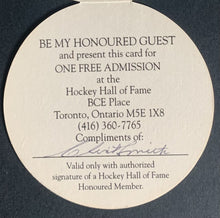 BE MY HONOURED GUEST
and present this card for
ONE FREE ADMISSION
at the
Hockey Hall of Fame
BCE Place
Toronto, Ontario M5E 1X8
(416) 360-7765
Compliments of:
Smith
Valid only with authorized
signature of a Hockey Hall of Fame
Honoured Member.